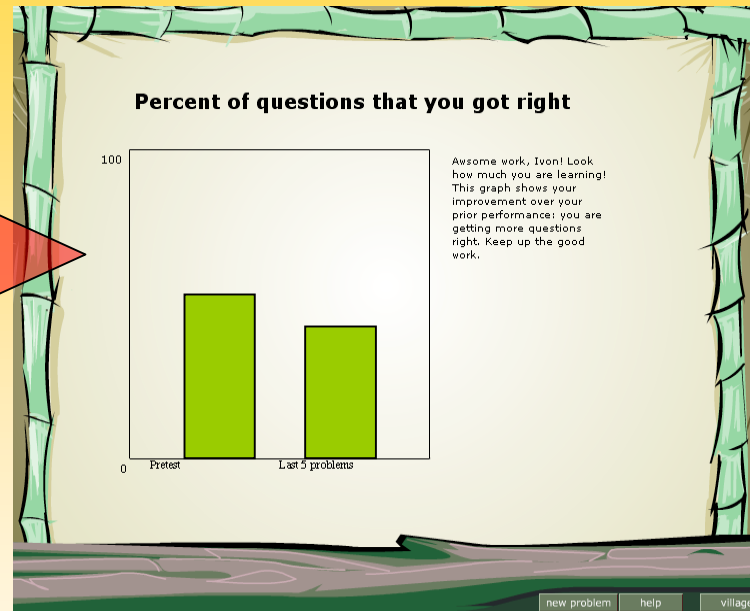 Percent of questions that you got right
100
Awsome work, Ivon! Look
how much you are learning!
This graph shows your
improvement over your
prior performance: you are
getting more questions
right. Keep up the good
work.
0
Pretest
Last 5 problems
new problem
help
village